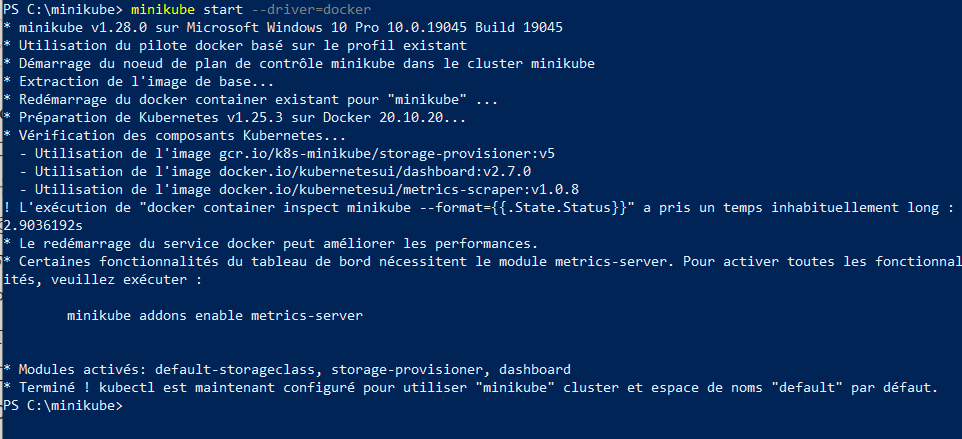 PS C:\minikube> minikube start --driver=docker
* minikube v1.28.0 sur Microsoft Windows 10 Pro 10.0.19045 Build 19045
* Utilisation du pilote docker basé sur le profil existant
* Démarrage du noeud de plan de contrôle minikube dans le cluster minikube
* Extraction de l'image de base...
* Redémarrage du docker container existant pour "minikube" ...
* Préparation de Kubernetes v1.25.3 sur Docker 20.10.20...
* Vérification des composants Kubernetes...
  - Utilisation de l'image gcr.io/k8s-minikube/storage-provisioner:v5
  - Utilisation de l'image docker.io/kubernetesui/dashboard:v2.7.0
  - Utilisation de l'image docker.io/kubernetesui/metrics-scraper:v1.0.8
! L'exécution de "docker container inspect minikube --format={{.State.Status}}" a pris un temps inhabituellement long :
2.9036192s
* Le redémarrage du service docker peut améliorer les performances.
* Certaines fonctionnalités du tableau de bord nécessitent le module metrics-server. Pour activer toutes les fonctionnal
ités, veuillez exécuter :
        minikube addons enable metrics-server
* Modules activés: default-storageclass, storage-provisioner, dashboard
* Terminé ! kubectl est maintenant configuré pour utiliser "minikube" cluster et espace de noms "default" par défaut.
PS C:\minikube>